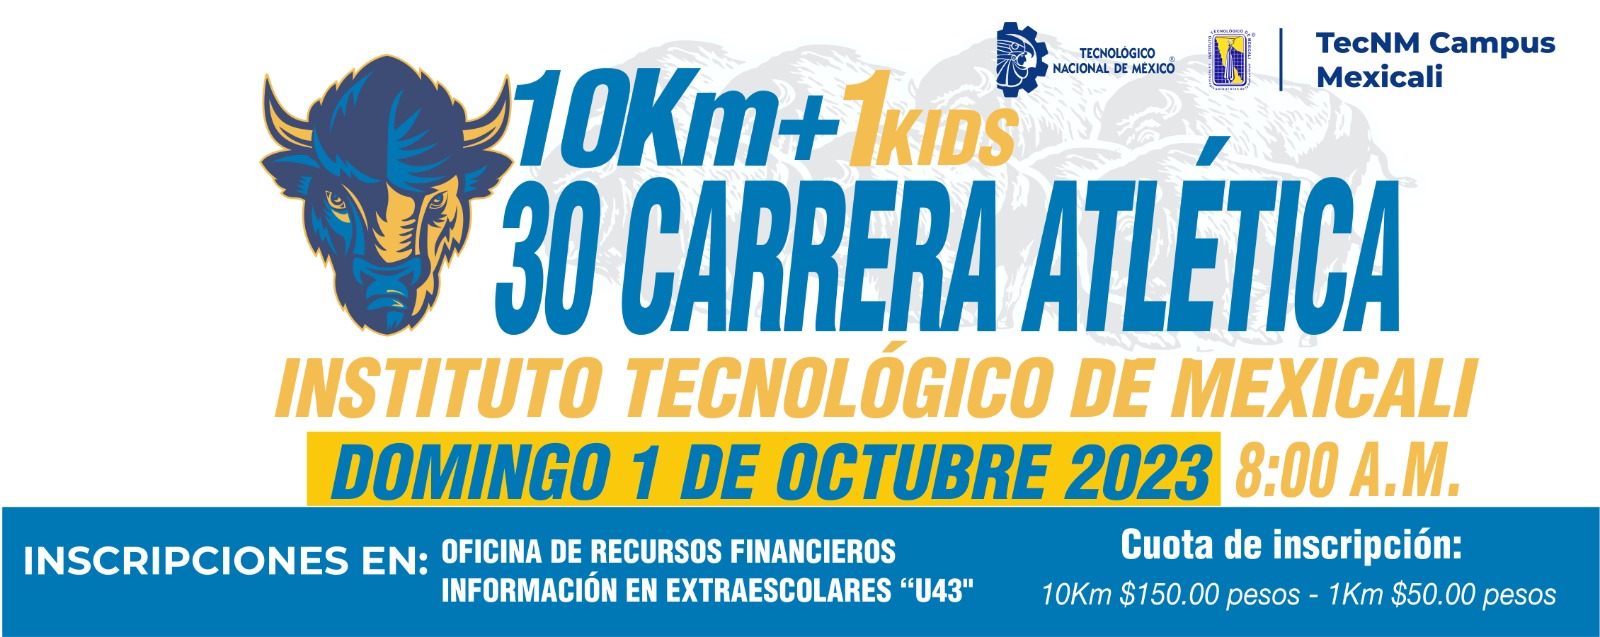 TECNOLÓGICO
NACIONAL DE MÉXICO®
TecNM Campus
Mexicali
10Km+1KIDS
30 CARRERA ATLÉTICA
INSTITUTO TECNOLÓGICO DE MEXICALI
DOMINGO 1 DE OCTUBRE 2023 8:00 A.M.
INSCRIPCIONES EN:
OFICINA DE RECURSOS FINANCIEROS
INFORMACIÓN EN EXTRAESCOLARES “U43"
Cuota de inscripción:
10Km $150.00 pesos - 1Km $50.00 pesos